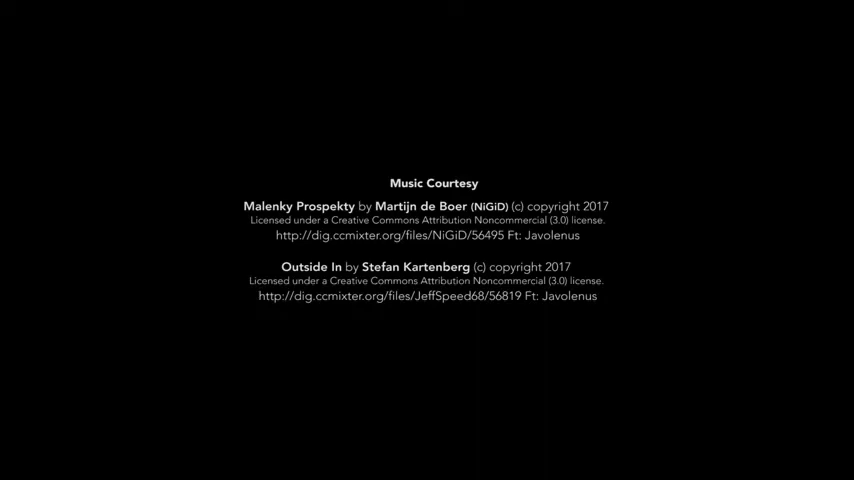 Music Courtesy
Malenky Prospekty by Martijn de Boer (NiGiD) (c) copyright 2017
Licensed under a Creative Commons Attribution Noncommercial (3.0) license.
http://dig.ccmixter.org/files/NiGiD/56495 Ft: Javolenus
Outside In by Stefan Kartenberg (c) copyright 2017
Licensed under a Creative Commons Attribution Noncommercial (3.0) license.
http://dig.ccmixter.org/files/JeffSpeed68/56819 Ft: Javolenus